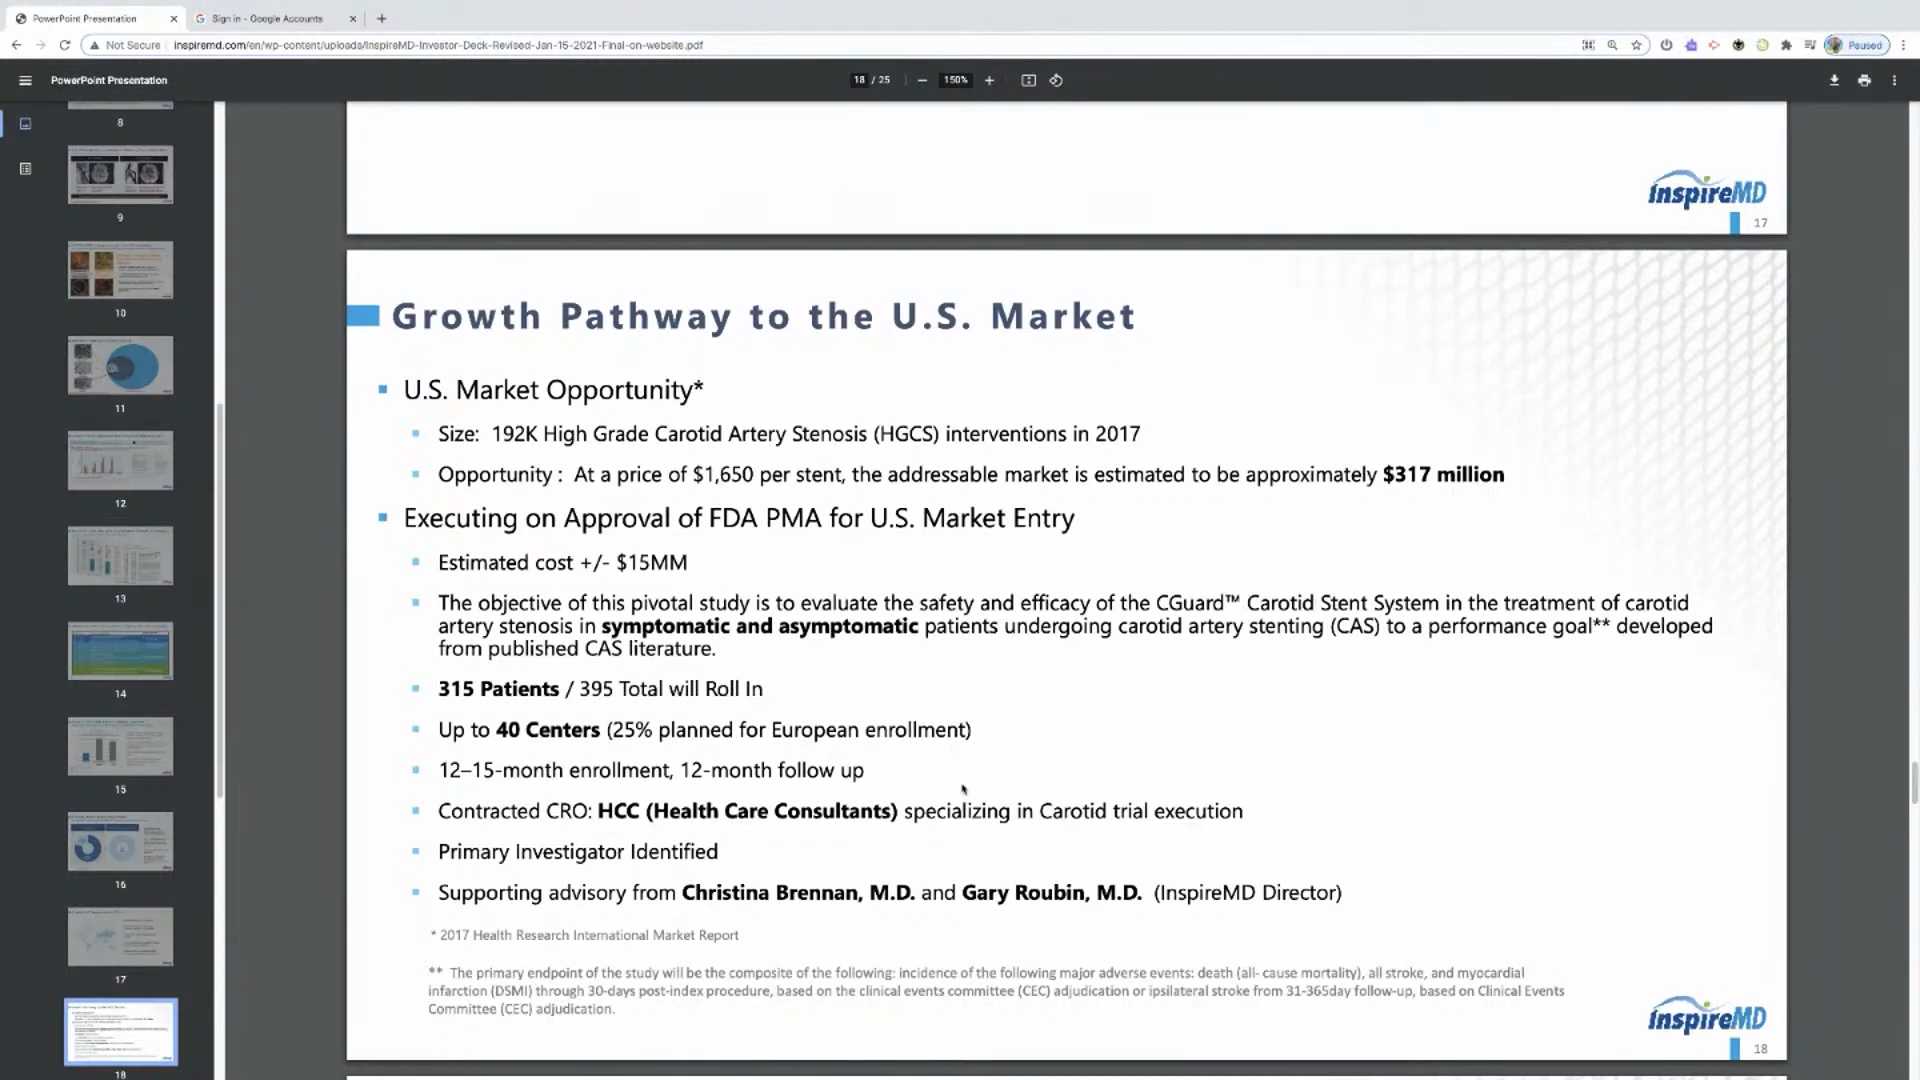 PowerPoint Presentation
Sign in - Google Accounts
Not Secure
inspiremd.com/en/wp-content/uploads/InspireMD-Investor-Deck-Revised-Jan-15-2021-Final-on-website.pdf
Paused
PowerPoint Presentation
18 / 25
150%
8
9
10
11
12
13
14
15
16
17
18
InspireMD
17
Growth Pathway to the U.S. Market
U.S. Market Opportunity*
Size: 192K High Grade Carotid Artery Stenosis (HGCS) interventions in 2017
Opportunity : At a price of $1,650 per stent, the addressable market is estimated to be approximately $317 million
Executing on Approval of FDA PMA for U.S. Market Entry
Estimated cost +/- $15MM
The objective of this pivotal study is to evaluate the safety and efficacy of the CGuard™ Carotid Stent System in the treatment of carotid
artery stenosis in symptomatic and asymptomatic patients undergoing carotid artery stenting (CAS) to a performance goal** developed
from published CAS literature.
315 Patients / 395 Total will Roll In
Up to 40 Centers (25% planned for European enrollment)
12–15-month enrollment, 12-month follow up
Contracted CRO: HCC (Health Care Consultants) specializing in Carotid trial execution
Primary Investigator Identified
Supporting advisory from Christina Brennan, M.D. and Gary Roubin, M.D. (InspireMD Director)
* 2017 Health Research International Market Report
** The primary endpoint of the study will be the composite of the following: incidence of the following major adverse events: death (all- cause mortality), all stroke, and myocardial
infarction (DSMI) through 30-days post-index procedure, based on the clinical events committee (CEC) adjudication or ipsilateral stroke from 31-365day follow-up, based on Clinical Events
Committee (CEC) adjudication.
InspireMD
18